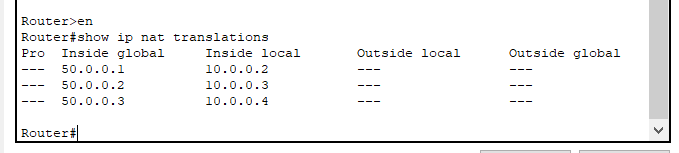 Router>en
Router#show ip nat translations
Pro  Inside global     Inside local       Outside local      Outside global
---  50.0.0.1          10.0.0.2           ---                ---
---  50.0.0.2          10.0.0.3           ---                ---
---  50.0.0.3          10.0.0.4           ---                ---
Router#